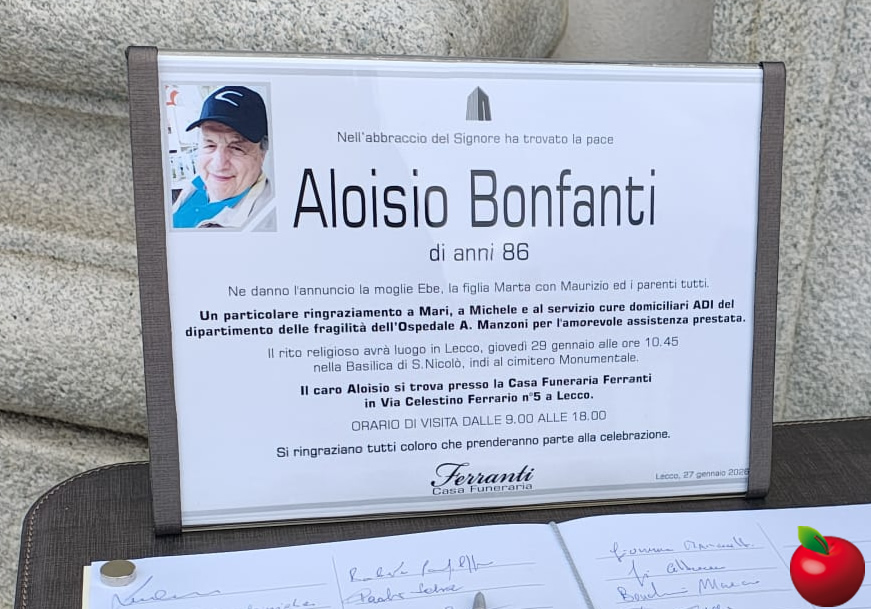 Nell'abbraccio del Signore ha trovato la pace
Aloisio Bonfanti
di anni 86
Ne danno l'annuncio la moglie Ebe, la figlia Marta con Maurizio ed i parenti tutti.
Un particolare ringraziamento a Mari, a Michele e al servizio cure domiciliari ADI del
dipartimento delle fragilità dell'Ospedale A. Manzoni per l'amorevole assistenza prestata.
Il rito religioso avrà luogo in Lecco, giovedì 29 gennaio alle ore 10.45
nella Basilica di S.Nicolò, indi al cimitero Monumentale.
Il caro Aloisio si trova presso la Casa Funeraria Ferranti
in Via Celestino Ferrario n°5 a Lecco.
ORARIO DI VISITA DALLE 9.00 ALLE 18.00
Si ringraziano tutti coloro che prenderanno parte alla celebrazione.
Ferranti
Casa Funeraria
Lecco, 27 gennaio 2026